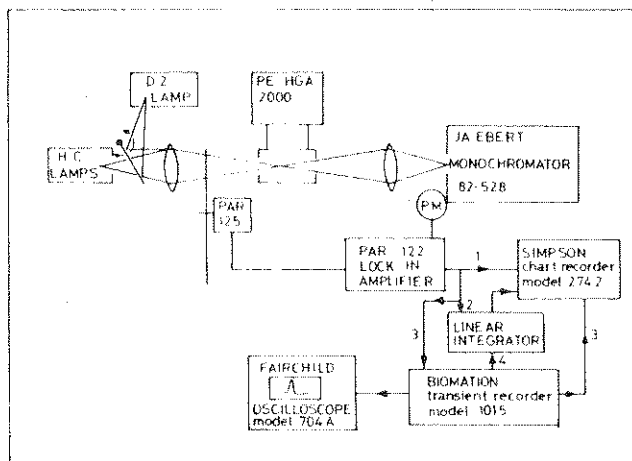 D2
LAMP
PE HGA
2000
H.C.
LAMPS
JA EBERT
MONOCHROMATOR
82-528
PAR
125
PM
PAR 122
LOCK IN
AMPLIFIER
1
SIMPSON
chart recorder
model 2742
2
3
LINEAR
INTEGRATOR
3
4
FAIRCHILD
OSCILLOSCOPE
model 704 A
BIOMATION
transient recorder
model 1015